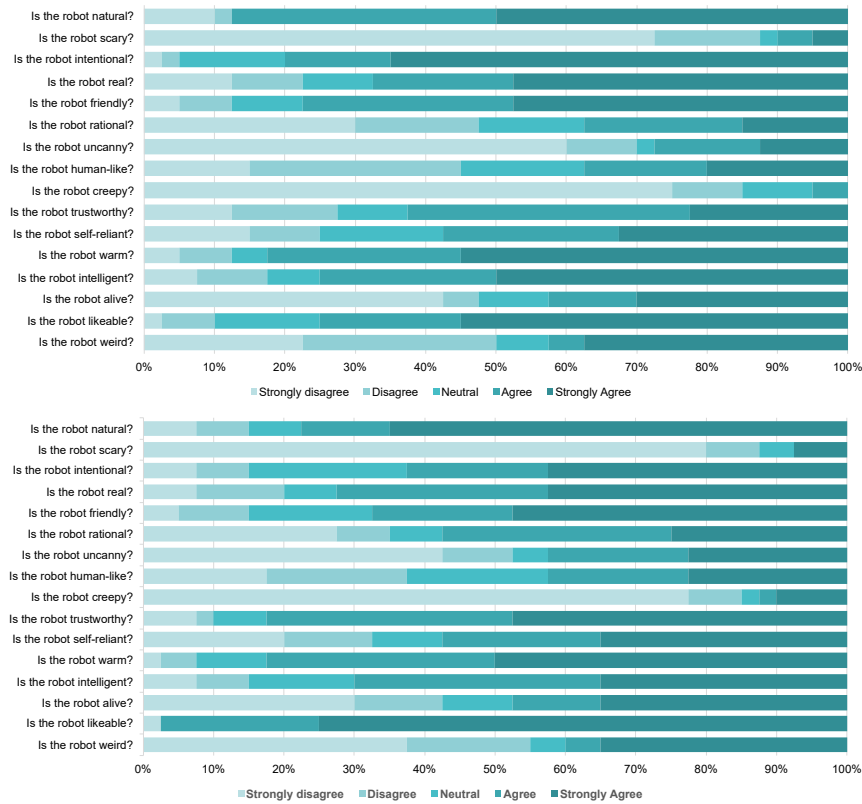 Is the robot natural?
Is the robot scary?
Is the robot intentional?
Is the robot real?
Is the robot friendly?
Is the robot rational?
Is the robot uncanny?
Is the robot human-like?
Is the robot creepy?
Is the robot trustworthy?
Is the robot self-reliant?
Is the robot warm?
Is the robot intelligent?
Is the robot alive?
Is the robot likeable?
Is the robot weird?
0% 10% 20% 30% 40% 50% 60% 70% 80% 90% 100%
Strongly disagree Disagree Neutral Agree Strongly Agree
Is the robot natural?
Is the robot scary?
Is the robot intentional?
Is the robot real?
Is the robot friendly?
Is the robot rational?
Is the robot uncanny?
Is the robot human-like?
Is the robot creepy?
Is the robot trustworthy?
Is the robot self-reliant?
Is the robot warm?
Is the robot intelligent?
Is the robot alive?
Is the robot likeable?
Is the robot weird?
0% 10% 20% 30% 40% 50% 60% 70% 80% 90% 100%
Strongly disagree Disagree Neutral Agree Strongly Agree